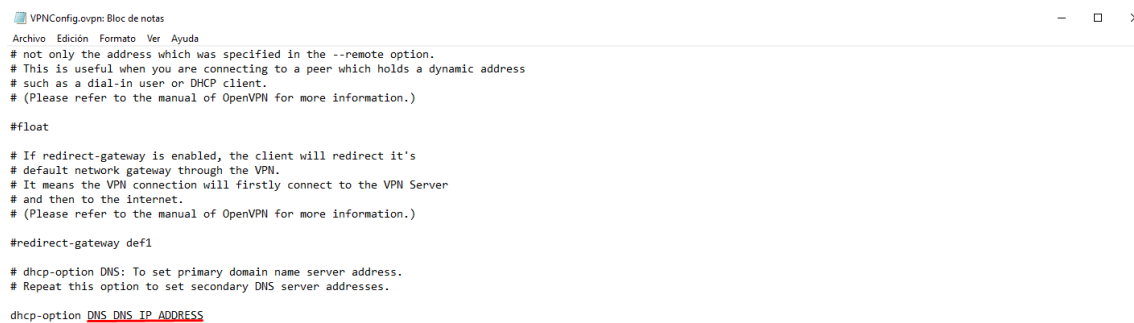 VPNConfig.ovpn: Bloc de notas
Archivo Edición Formato Ver Ayuda
# not only the address which was specified in the --remote option.
# This is useful when you are connecting to a peer which holds a dynamic address
# such as a dial-in user or DHCP client.
# (Please refer to the manual of OpenVPN for more information.)
#float
# If redirect-gateway is enabled, the client will redirect it's
# default network gateway through the VPN.
# It means the VPN connection will firstly connect to the VPN Server
# and then to the internet.
# (Please refer to the manual of OpenVPN for more information.)
#redirect-gateway def1
# dhcp-option DNS: To set primary domain name server address.
# Repeat this option to set secondary DNS server addresses.
dhcp-option DNS DNS_IP_ADDRESS